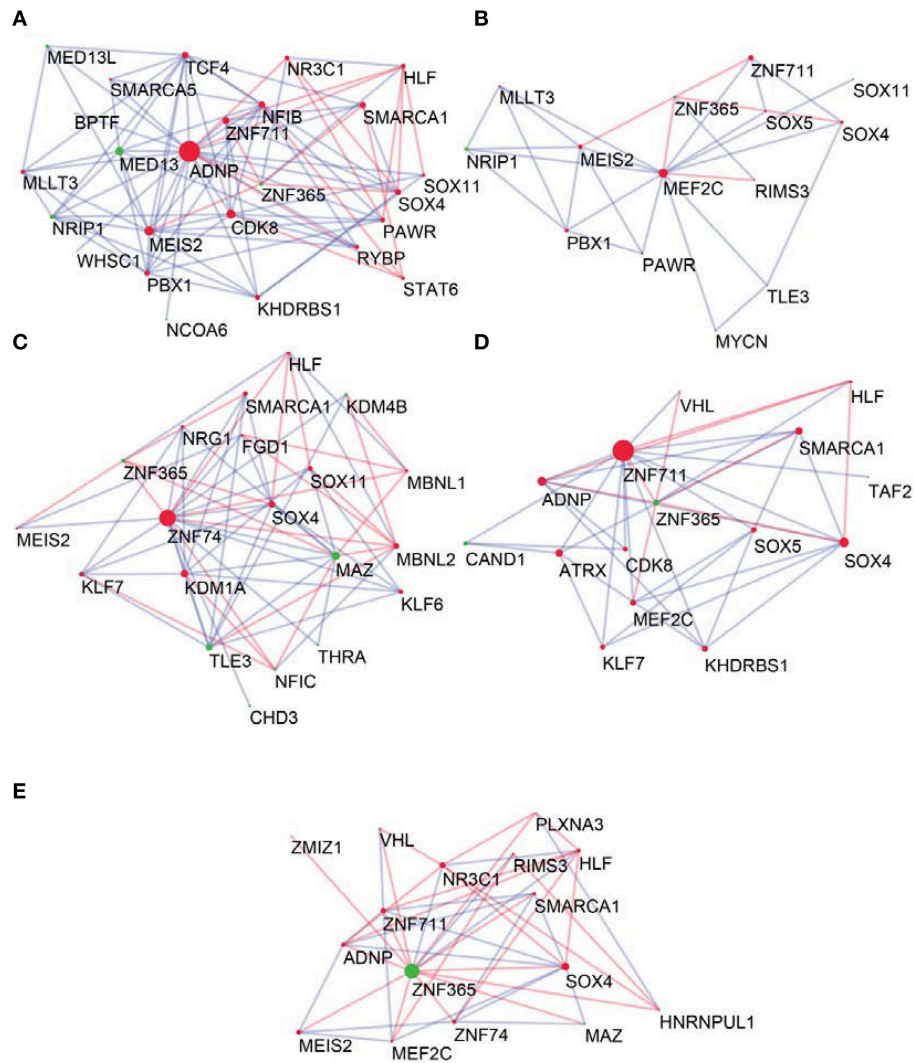 A
MED13L
TCF4
NR3C1
HLF
SMARCA5
NFIB
SMARCA1
BPTF
ZNF711
MED13
ADNP
MLLT3
ZNF365
SOX11
SOX4
NRIP1
CDK8
PAWR
MEIS2
WHSC1
RYBP
PBX1
STAT6
KHDRBS1
NCOA6
B
ZNF711
SOX11
MLLT3
ZNF365
SOX5
SOX4
NRIP1
MEIS2
MEF2C
RIMS3
PBX1
PAWR
TLE3
MYCN
C
HLF
SMARCA1
KDM4B
NRG1
FGD1
ZNF365
SOX11
MBNL1
SOX4
MEIS2
ZNF74
MBNL2
MAZ
KLF7
KDM1A
KLF6
TLE3
THRA
NFIC
CHD3
D
VHL
HLF
SMARCA1
ZNF711
TAF2
ADNP
ZNF365
SOX5
CAND1
ATRX
CDK8
SOX4
MEF2C
KLF7
KHDRBS1
E
PLXNA3
ZMIZ1
VHL
RIMS3
HLF
NR3C1
SMARCA1
ZNF711
ADNP
ZNF365
SOX4
HNRNPUL1
MEIS2
MEF2C
ZNF74
MAZ